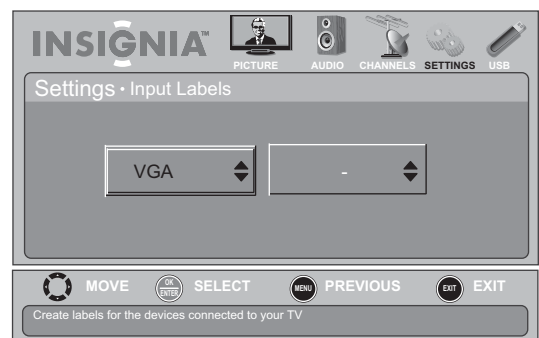 INSIGNIA™
PICTURE AUDIO CHANNELS SETTINGS USB
Settings • Input Labels
VGA -
MOVE OK ENTER SELECT MENU PREVIOUS EXIT EXIT
Create labels for the devices connected to your TV